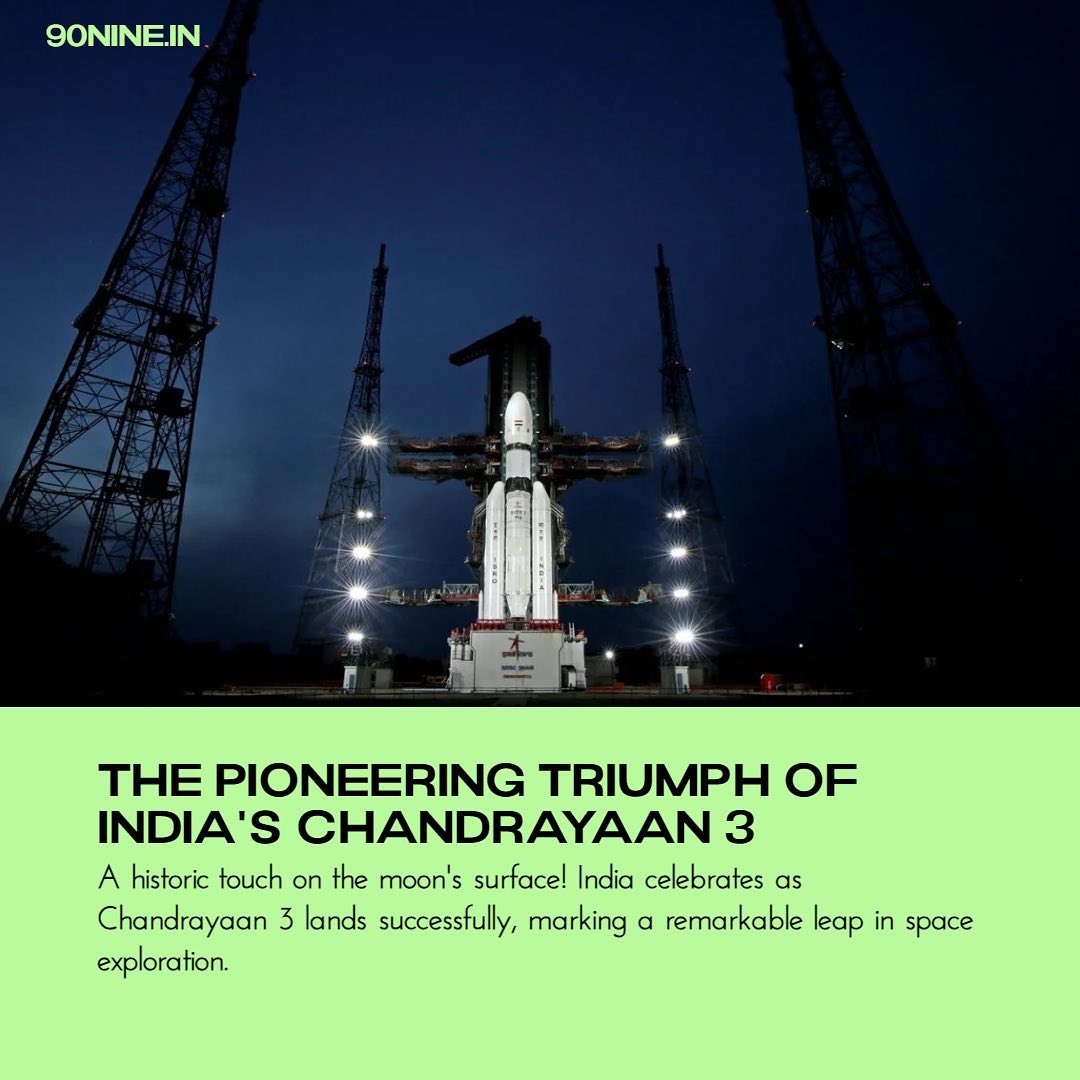 90NINE.IN
ISRO
INDIA
THE PIONEERING TRIUMPH OF
INDIA'S CHANDRAYAAN 3
A historic touch on the moon's surface! India celebrates as
Chandrayaan 3 lands successfully, marking a remarkable leap in space
exploration.